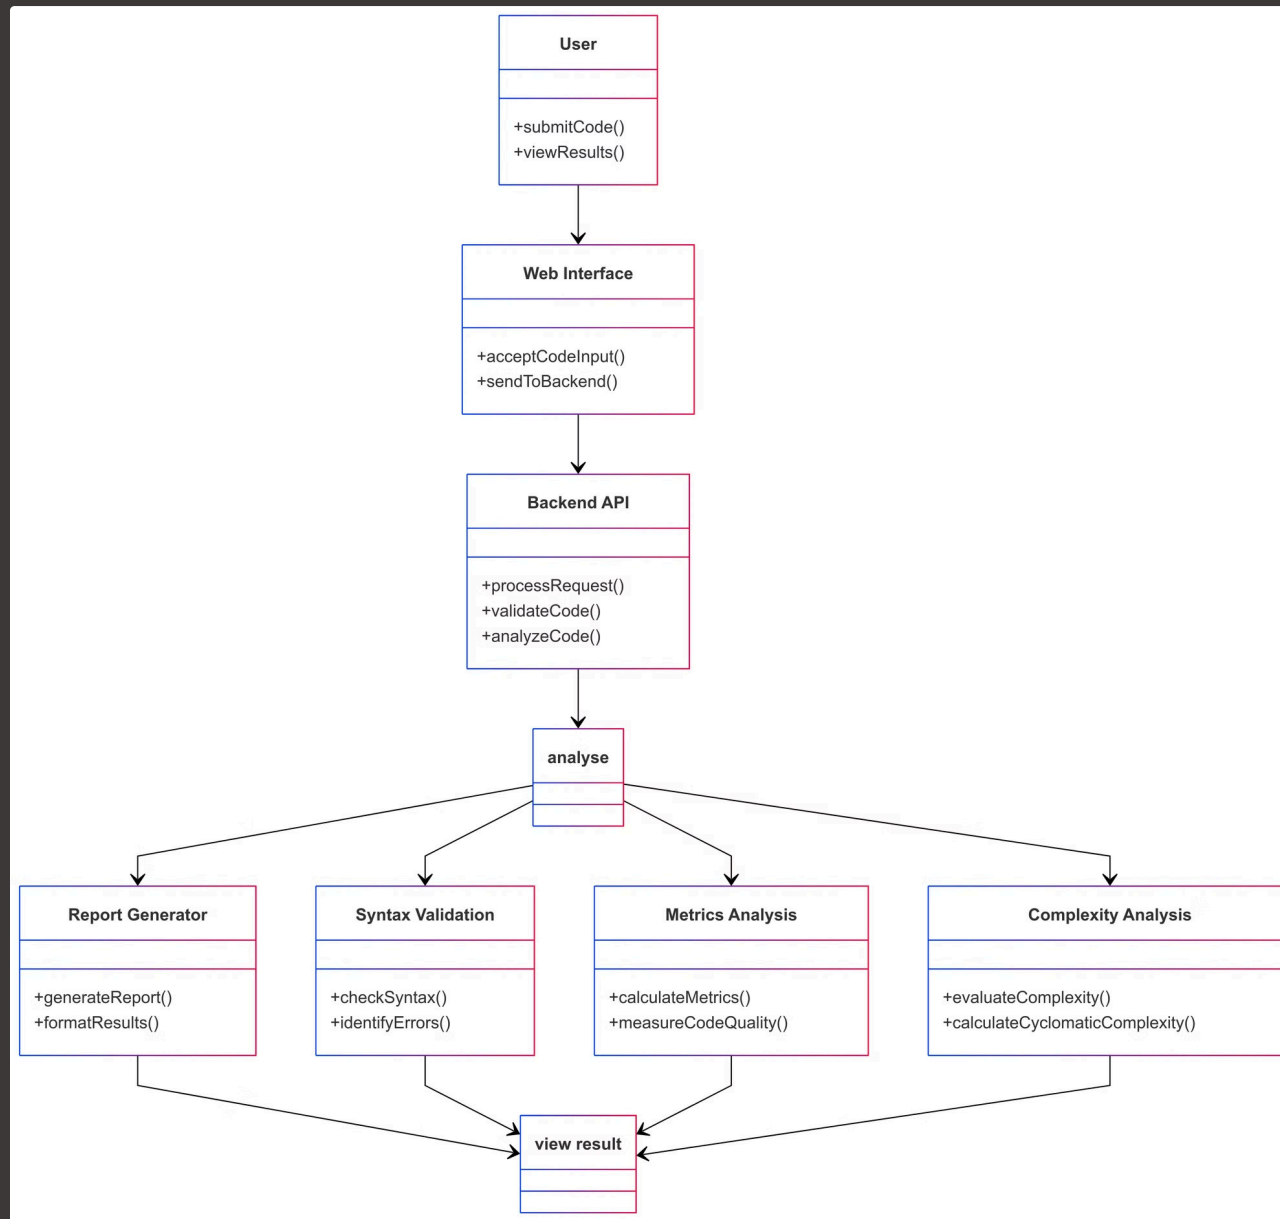 User
+submitCode()
+viewResults()
Web Interface
+acceptCodeInput()
+sendToBackend()
Backend API
+processRequest()
+validateCode()
+analyzeCode()
analyse
Report Generator
+generateReport()
+formatResults()
Syntax Validation
+checkSyntax()
+identifyErrors()
Metrics Analysis
+calculateMetrics()
+measureCodeQuality()
Complexity Analysis
+evaluateComplexity()
+calculateCyclomaticComplexity()
view result